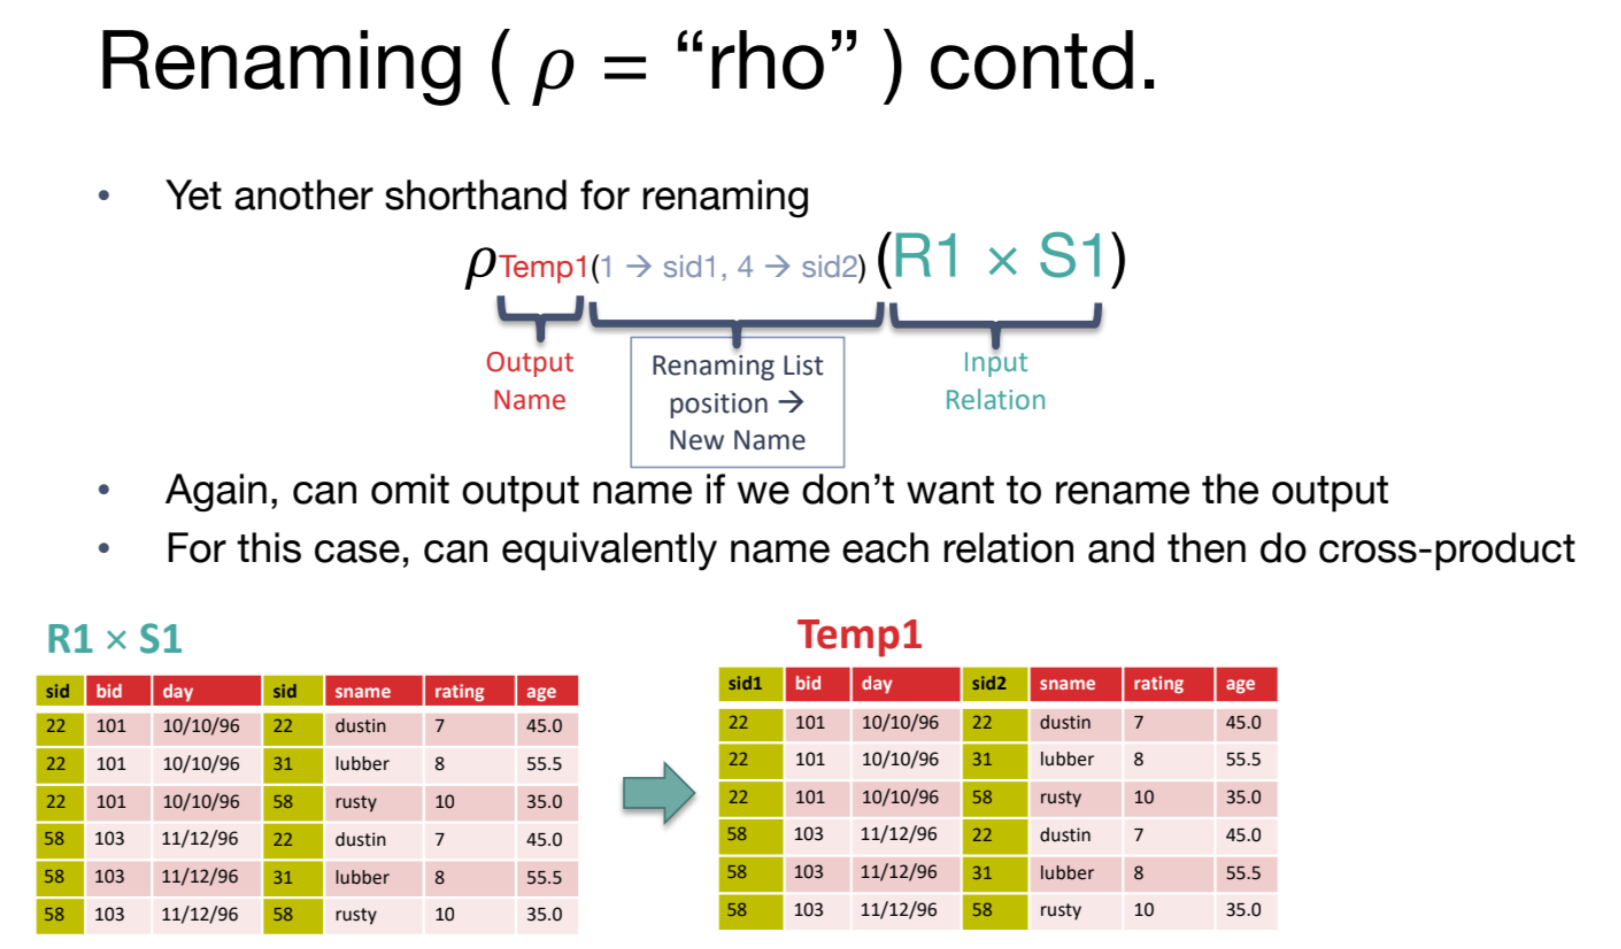 Renaming ( ρ = “rho” ) contd.
• Yet another shorthand for renaming
ρTemp1(1 → sid1, 4 → sid2) (R1 × S1)
Output Name
Renaming List
position →
New Name
Input Relation
• Again, can omit output name if we don’t want to rename the output
• For this case, can equivalently name each relation and then do cross-product
R1 × S1
sid bid day sid sname rating age
22 101 10/10/96 22 dustin 7 45.0
22 101 10/10/96 31 lubber 8 55.5
22 101 10/10/96 58 rusty 10 35.0
58 103 11/12/96 22 dustin 7 45.0
58 103 11/12/96 31 lubber 8 55.5
58 103 11/12/96 58 rusty 10 35.0
Temp1
sid1 bid day sid2 sname rating age
22 101 10/10/96 22 dustin 7 45.0
22 101 10/10/96 31 lubber 8 55.5
22 101 10/10/96 58 rusty 10 35.0
58 103 11/12/96 22 dustin 7 45.0
58 103 11/12/96 31 lubber 8 55.5
58 103 11/12/96 58 rusty 10 35.0